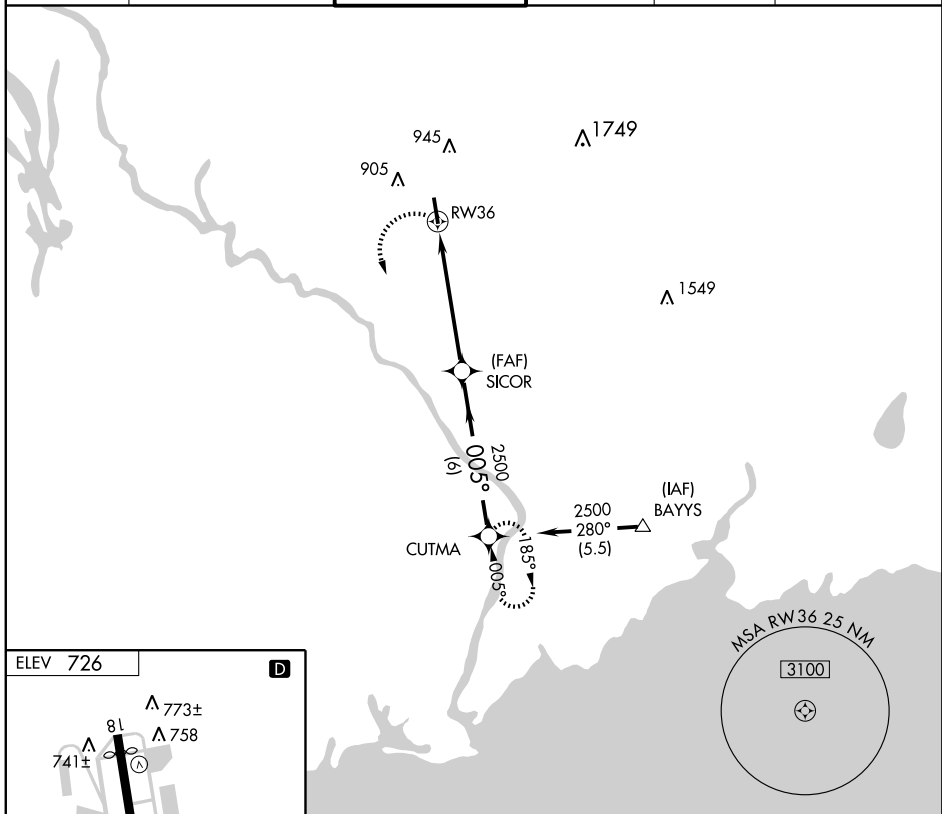 945
1749
905
RW36
1549
(FAF)
SICOR
2500
005°
(6)
(IAF)
BAYYS
2500
280°
(5.5)
CUTMA
185°
005°
MSA RW36 25 NM
3100
ELEV 726
D
773±
18
758
741±
V